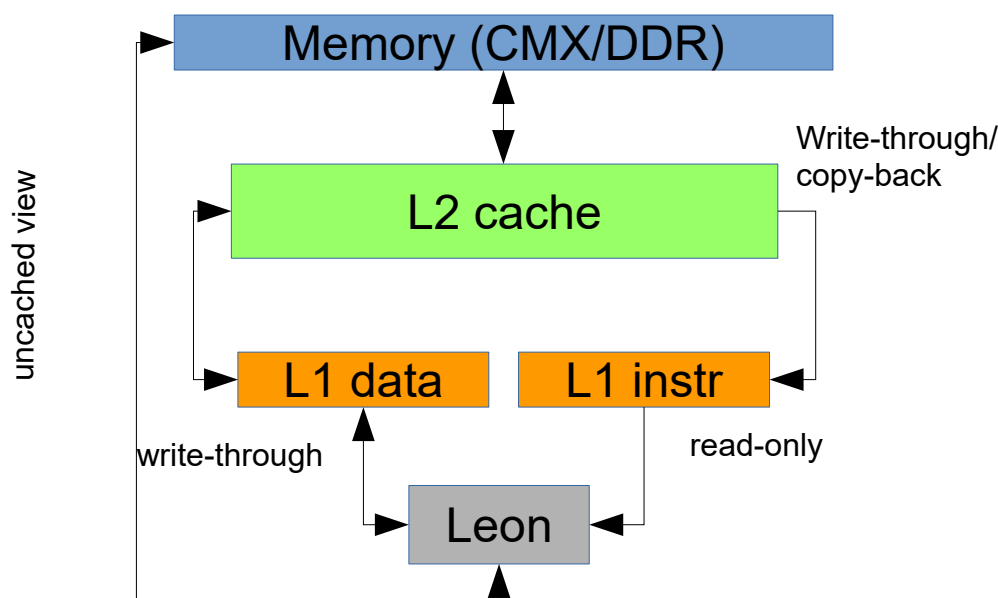 Memory (CMX/DDR)
Write-through/
copy-back
uncached view
L2 cache
L1 data
L1 instr
write-through
read-only
Leon